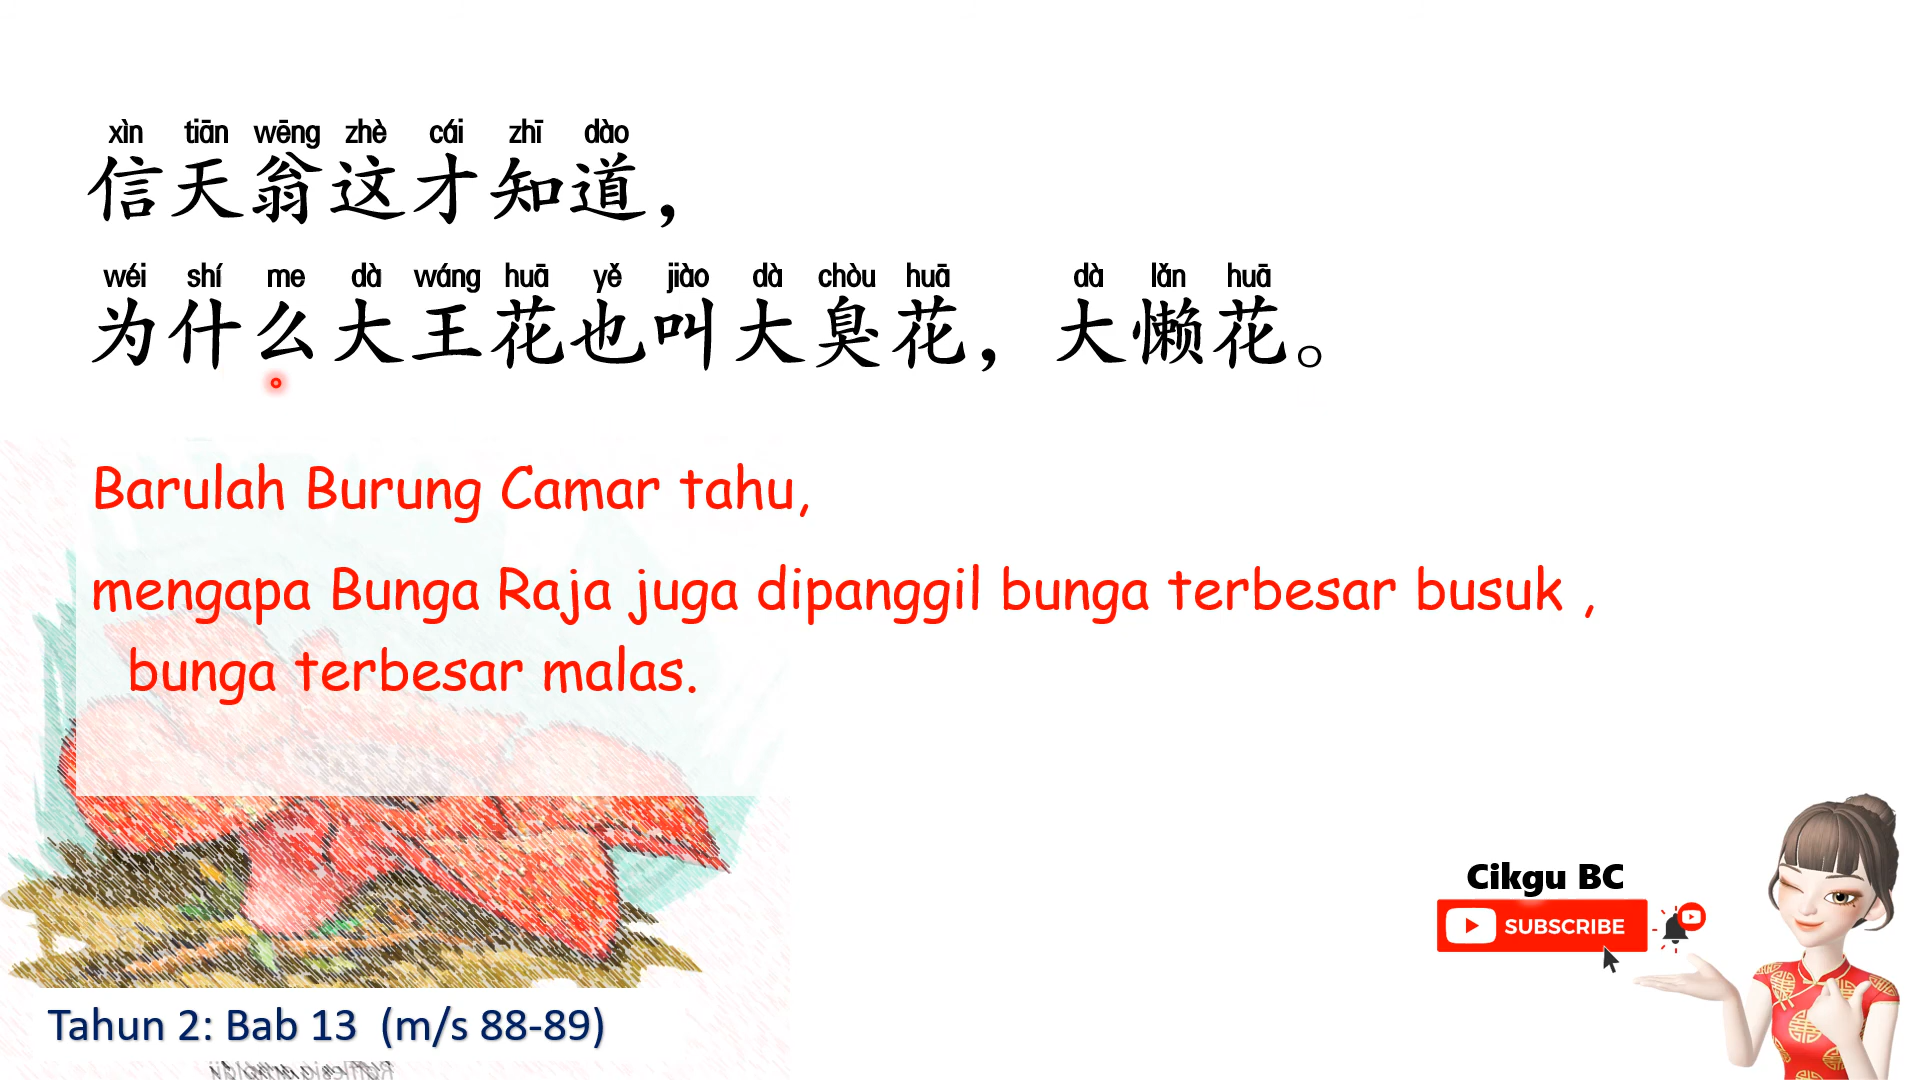 xìn tiān wēng zhè cái zhī dào
信天翁这才知道，
wéi shí me dà wáng huā yě jiào dà chòu huā dà lǎn huā
为什么大王花也叫大臭花，大懒花。
Barulah Burung Camar tahu,
mengapa Bunga Raja juga dipanggil bunga terbesar busuk ,
bunga terbesar malas.
Cikgu BC
SUBSCRIBE
Tahun 2: Bab 13 (m/s 88-89)